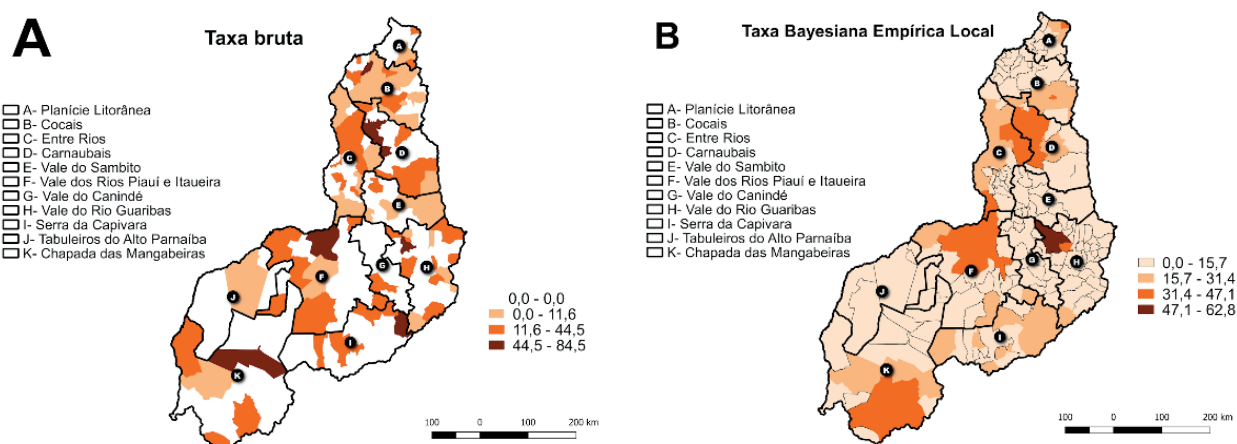 A
Taxa bruta
A- Planície Litorânea
B- Cocais
C- Entre Rios
D- Carnaubais
E- Vale do Sambito
F- Vale dos Rios Piauí e Itaueira
G- Vale do Canindé
H- Vale do Rio Guaribas
I- Serra da Capivara
J- Tabuleiros do Alto Parnaíba
K- Chapada das Mangabeiras
A
B
C
D
E
F
G
H
I
J
K
0,0 - 0,0
0,0 - 11,6
11,6 - 44,5
44,5 - 84,5
100 0 100 200 km
B
Taxa Bayesiana Empírica Local
A- Planície Litorânea
B- Cocais
C- Entre Rios
D- Carnaubais
E- Vale do Sambito
F- Vale dos Rios Piauí e Itaueira
G- Vale do Canindé
H- Vale do Rio Guaribas
I- Serra da Capivara
J- Tabuleiros do Alto Parnaíba
K- Chapada das Mangabeiras
A
B
C
D
E
F
G
H
I
J
K
0,0 - 15,7
15,7 - 31,4
31,4 - 47,1
47,1 - 62,8
100 0 100 200 km